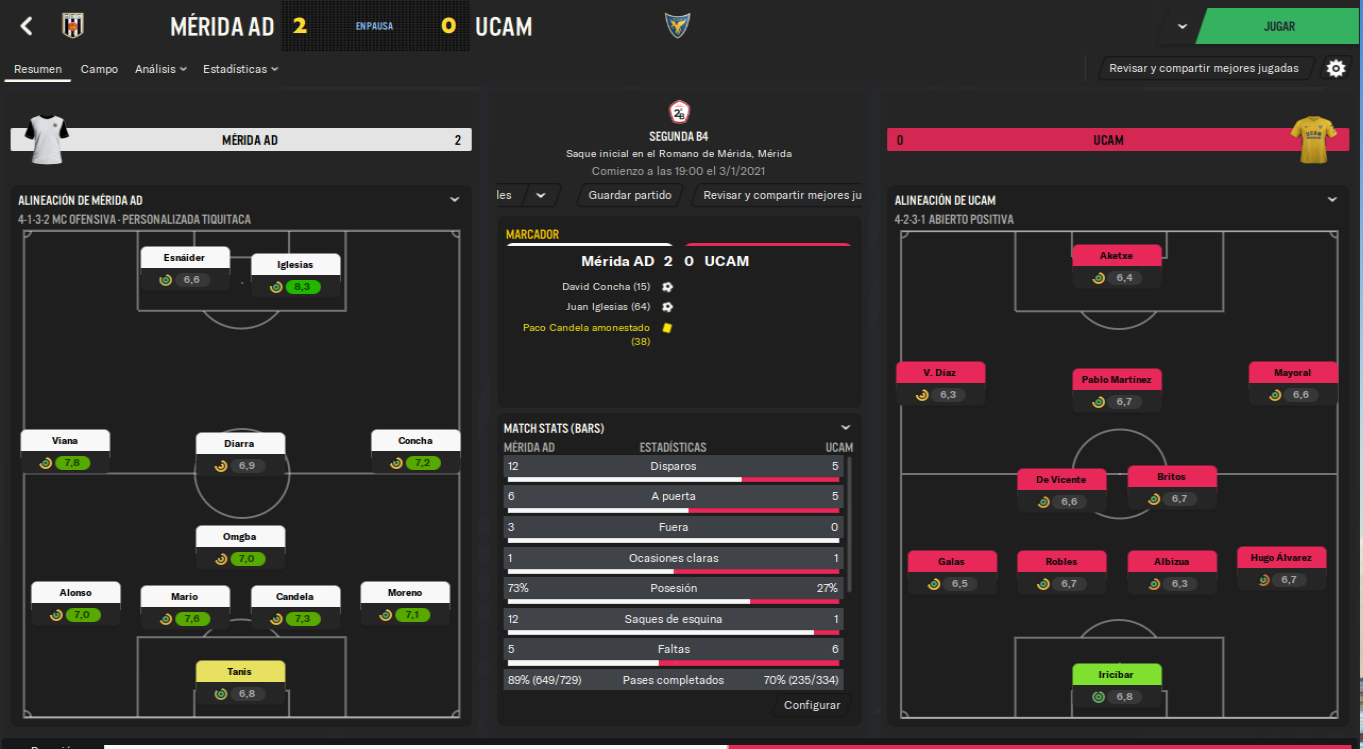 MÉRIDA AD 2 EN PAUSA 0 UCAM
JUGAR
Resumen Campo Análisis Estadísticas
Revisar y compartir mejores jugadas
MÉRIDA AD 2
ALINEACIÓN DE MÉRIDA AD
4-1-3-2 MC OFENSIVA - PERSONALIZADA TIQUITACA
Esnáider
6,6
Iglesias
8,3
Viana
7,8
Diarra
6,9
Concha
7,2
Omgba
7,0
Alonso
7,0
Mario
7,6
Candela
7,3
Moreno
7,1
Tanis
6,8
2ªB
SEGUNDA B4
Saque inicial en el Romano de Mérida, Mérida
Comienzo a las 19:00 el 3/1/2021
les Guardar partido Revisar y compartir mejores ju
MARCADOR
Mérida AD 2 0 UCAM
David Concha (15)
Juan Iglesias (64)
Paco Candela amonestado
(38)
MATCH STATS (BARS)
MÉRIDA AD ESTADÍSTICAS UCAM
12 Disparos 5
6 A puerta 5
3 Fuera 0
1 Ocasiones claras 1
73% Posesión 27%
12 Saques de esquina 1
5 Faltas 6
89% (649/729) Pases completados 70% (235/334)
Configurar
0 UCAM
ALINEACIÓN DE UCAM
4-2-3-1 ABIERTO POSITIVA
Aketxe
6,4
V. Díaz
6,3
Pablo Martínez
6,7
Mayoral
6,6
De Vicente
6,6
Britos
6,7
Galas
6,5
Robles
6,7
Albizua
6,3
Hugo Álvarez
6,7
Iricibar
6,8